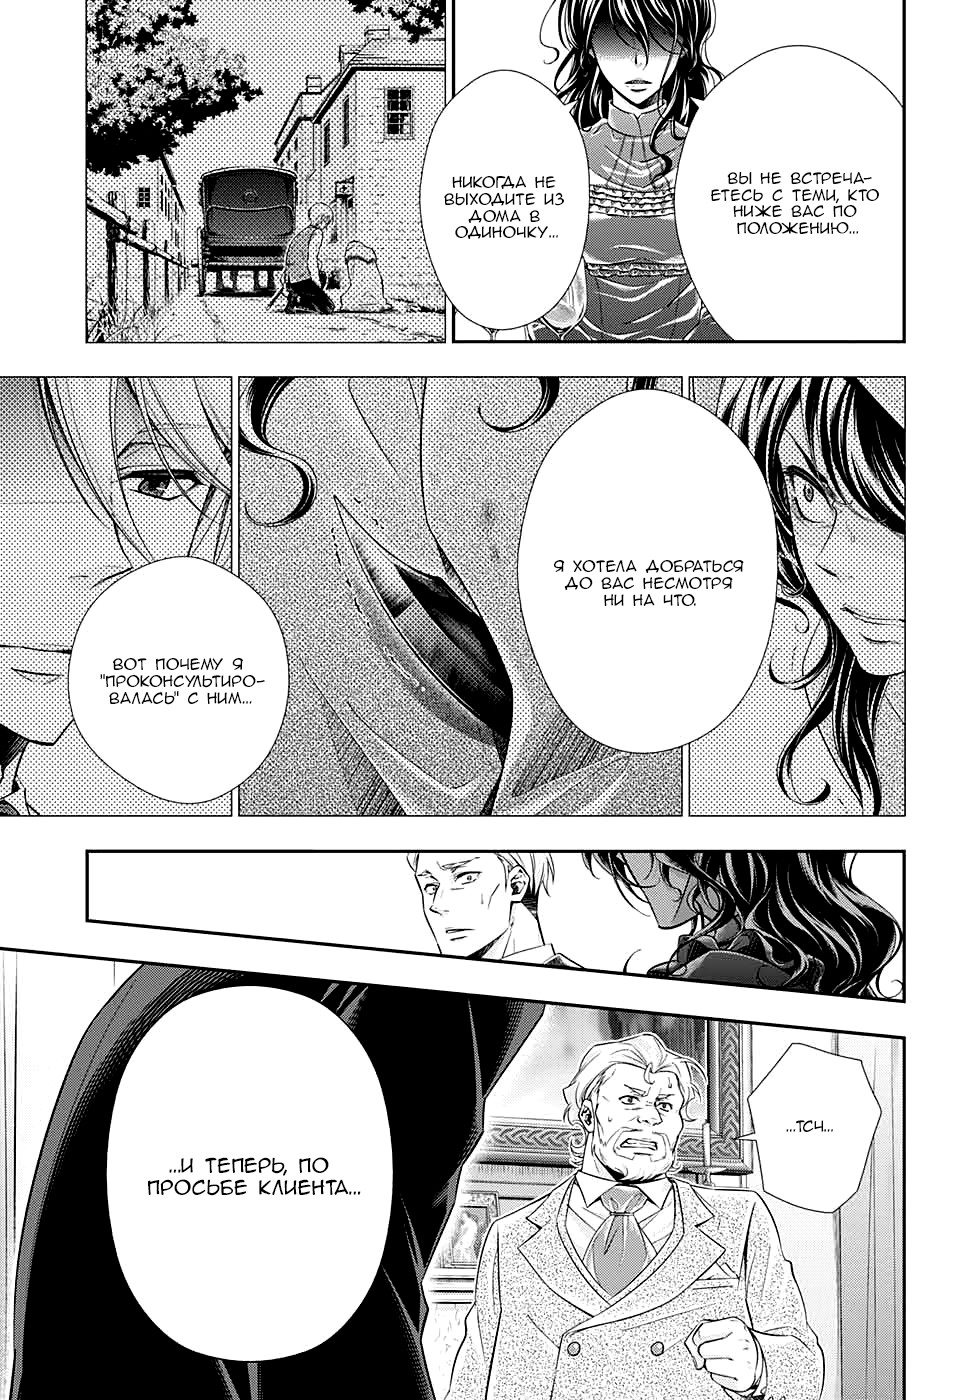 ВЫ НЕ ВСТРЕЧА-
ЕТЕСЬ С ТЕМИ, КТО
НИЖЕ ВАС ПО
ПОЛОЖЕНИЮ...
НИКОГДА НЕ
ВЫХОДИТЕ ИЗ
ДОМА В
ОДИНОЧКУ...
Я ХОТЕЛА ДОБРАТЬСЯ
ДО ВАС НЕСМОТРЯ
НИ НА ЧТО.
ВОТ ПОЧЕМУ Я
"ПРОКОНСУЛЬТИРО-
ВАЛАСЬ" С НИМ...
...ТСЧ...
...И ТЕПЕРЬ, ПО
ПРОСЬБЕ КЛИЕНТА...